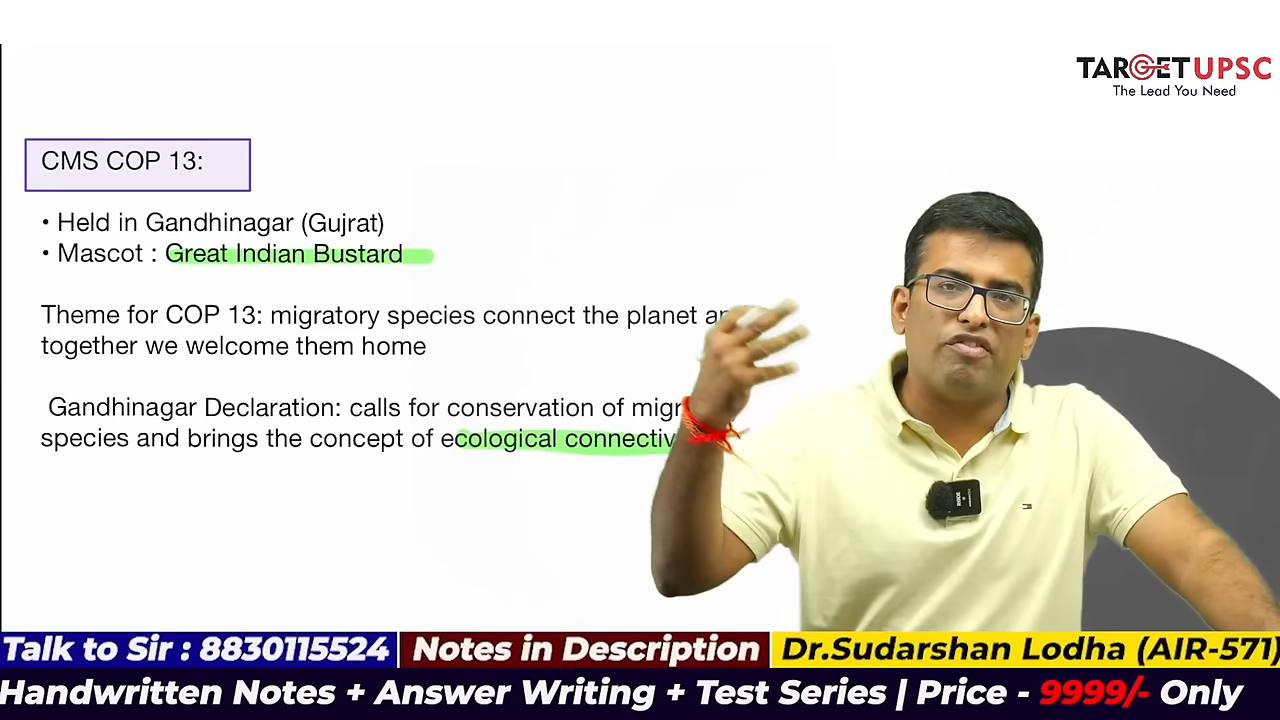 TARGETUPSC
The Lead You Need
CMS COP 13:
• Held in Gandhinagar (Gujrat)
• Mascot : Great Indian Bustard
Theme for COP 13: migratory species connect the planet
together we welcome them home
Gandhinagar Declaration: calls for conservation of
species and brings the concept of ecological
Talk to Sir : 8830115524
Notes in Description
Dr.Sudarshan Lodha (AIR-571)
Handwritten Notes + Answer Writing + Test Series | Price - 9999/- Only